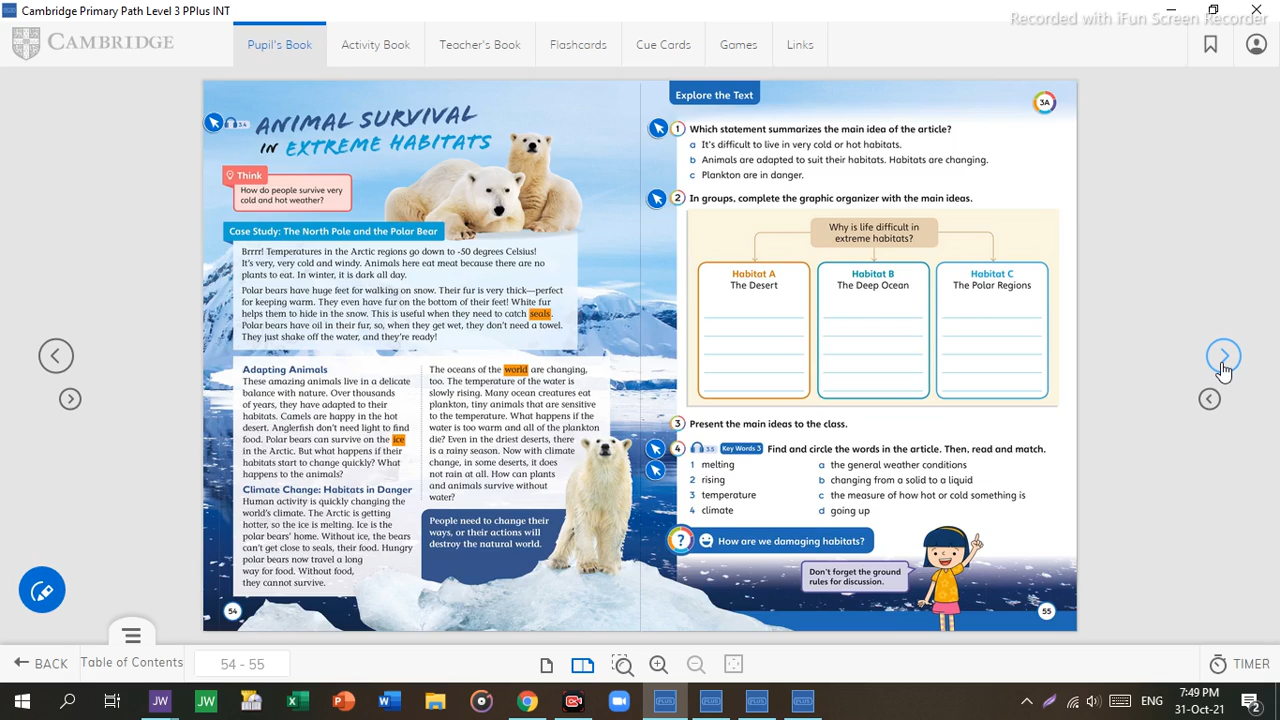 Cambridge Primary Path Level 3 PPlus INT
Recorded with iFun Screen Recorder
CAMBRIDGE
Pupil's Book
Activity Book
Teacher's Book
Flashcards
Cue Cards
Games
Links
3.4
ANIMAL SURVIVAL
IN EXTREME HABITATS
Think
How do people survive very
cold and hot weather?
Case Study: The North Pole and the Polar Bear
Brrrr! Temperatures in the Arctic regions go down to -50 degrees Celsius!
It's very, very cold and windy. Animals here eat meat because there are no
plants to eat. In winter, it is dark all day.
Polar bears have huge feet for walking on snow. Their fur is very thick—perfect
for keeping warm. They even have fur on the bottom of their feet! White fur
helps them to hide in the snow. This is useful when they need to catch seals.
Polar bears have oil in their fur, so, when they get wet, they don't need a towel.
They just shake off the water, and they're ready!
Adapting Animals
These amazing animals live in a delicate
balance with nature. Over thousands
of years, they have adapted to their
habitats. Camels are happy in the hot
desert. Anglerfish don't need light to find
food. Polar bears can survive on the ice
in the Arctic. But what happens if their
habitats start to change quickly? What
happens to the animals?
Climate Change: Habitats in Danger
Human activity is quickly changing the
world's climate. The Arctic is getting
hotter, so the ice is melting. Ice is the
polar bears' home. Without ice, the bears
can't get close to seals, their food. Hungry
polar bears now travel a long
way for food. Without food,
they cannot survive.
The oceans of the world are changing,
too. The temperature of the water is
slowly rising. Many ocean creatures eat
plankton, tiny animals that are sensitive
to the temperature. What happens if the
water is too warm and all of the plankton
die? Even in the driest deserts, there
is a rainy season. Now with climate
change, in some deserts, it does
not rain at all. How can plants
and animals survive without
water?
People need to change their
ways, or their actions will
destroy the natural world.
54
Explore the Text
3A
1 Which statement summarizes the main idea of the article?
a It's difficult to live in very cold or hot habitats.
b Animals are adapted to suit their habitats. Habitats are changing.
c Plankton are in danger.
2 In groups, complete the graphic organizer with the main ideas.
Why is life difficult in
extreme habitats?
Habitat A
The Desert
Habitat B
The Deep Ocean
Habitat C
The Polar Regions
3 Present the main ideas to the class.
4 3.5 Key Words 3 Find and circle the words in the article. Then, read and match.
1 melting
2 rising
3 temperature
4 climate
a the general weather conditions
b changing from a solid to a liquid
c the measure of how hot or cold something is
d going up
? How are we damaging habitats?
Don't forget the ground
rules for discussion.
55
BACK
Table of Contents
54 - 55
TIMER
JW
JW
X
P
W
PLUS
PLUS
PLUS
PLUS
ENG
7:49 PM
31-Oct-21
2